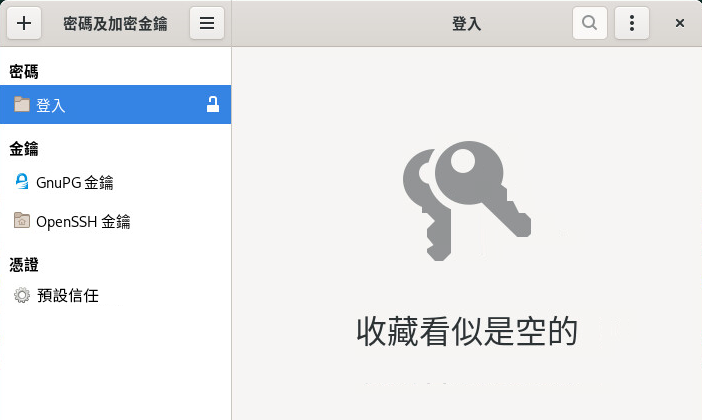 密碼及加密金鑰
登入
密碼
登入
金鑰
GnuPG 金鑰
OpenSSH 金鑰
憑證
預設信任
收藏看似是空的